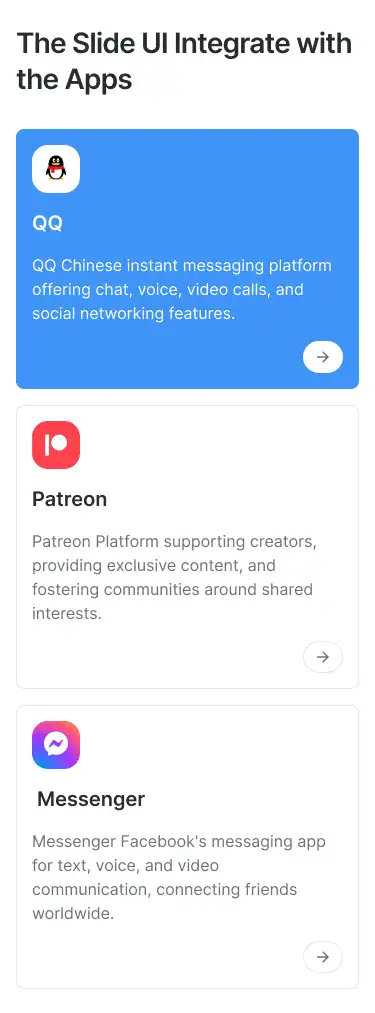 The Slide UI Integrate with
the Apps
QQ
QQ Chinese instant messaging platform
offering chat, voice, video calls, and
social networking features.
Patreon
Patreon Platform supporting creators,
providing exclusive content, and
fostering communities around shared
interests.
Messenger
Messenger Facebook's messaging app
for text, voice, and video
communication, connecting friends
worldwide.